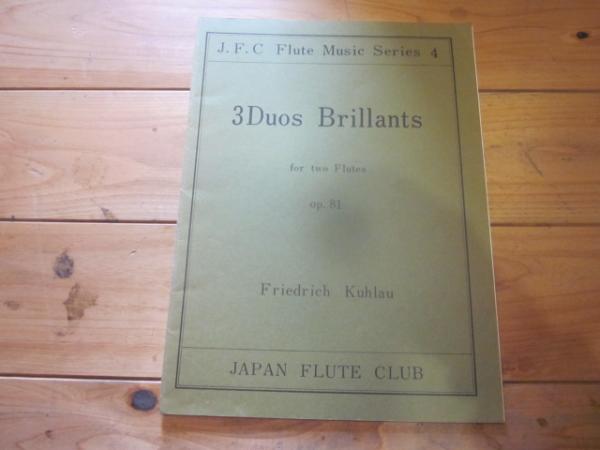 J. F. C Flute Music Series 4
3Duos Brillants
for two Flutes
op. 81
Friedrich Kuhlau
JAPAN FLUTE CLUB